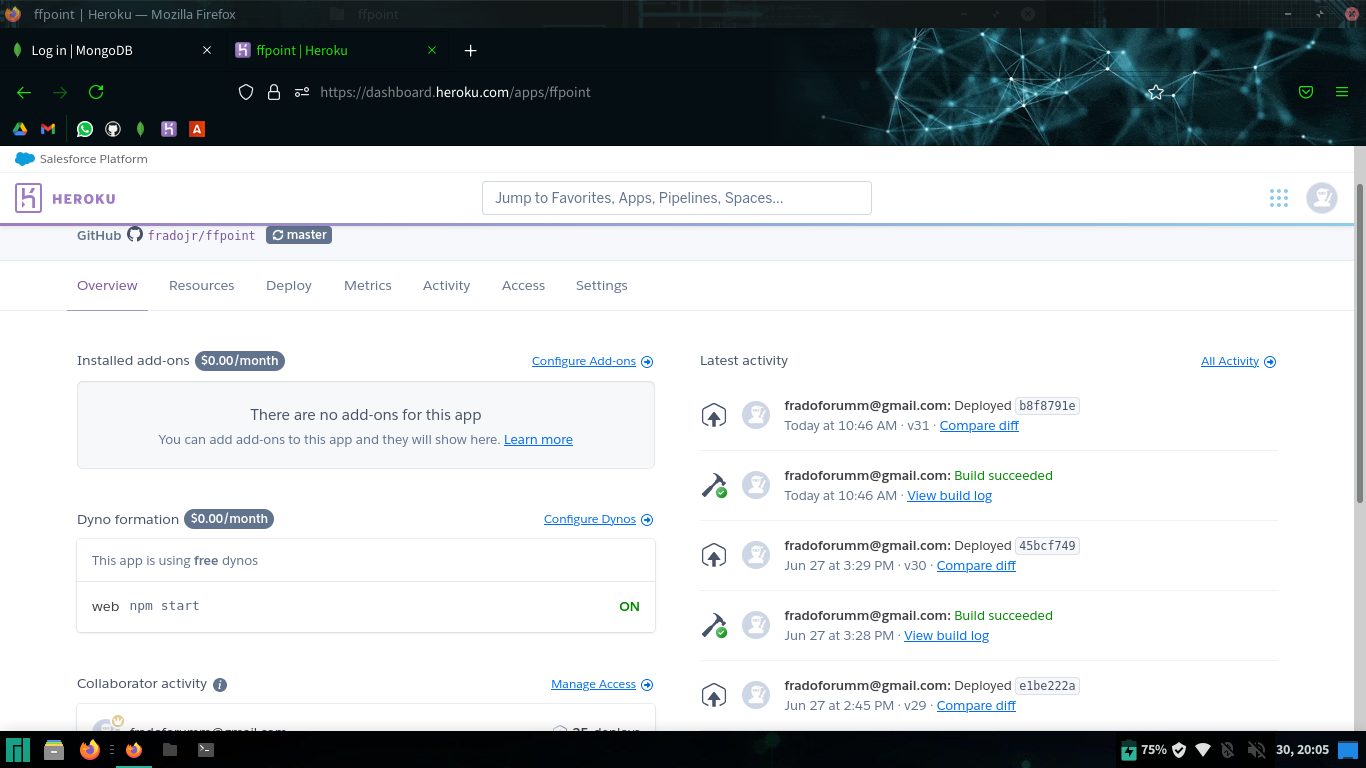 ffpoint | Heroku — Mozilla Firefox
ffpoint
Log in | MongoDB
ffpoint | Heroku
https://dashboard.heroku.com/apps/ffpoint
Salesforce Platform
HEROKU
Jump to Favorites, Apps, Pipelines, Spaces...
GitHub fradojr/ffpoint master
Overview Resources Deploy Metrics Activity Access Settings
Installed add-ons $0.00/month Configure Add-ons
There are no add-ons for this app
You can add add-ons to this app and they will show here. Learn more
Dyno formation $0.00/month Configure Dynos
This app is using free dynos
web npm start ON
Collaborator activity Manage Access
fradoforumm@gmail.com 25 deploys
Latest activity All Activity
fradoforumm@gmail.com: Deployed b8f8791e
Today at 10:46 AM · v31 · Compare diff
fradoforumm@gmail.com: Build succeeded
Today at 10:46 AM · View build log
fradoforumm@gmail.com: Deployed 45bcf749
Jun 27 at 3:29 PM · v30 · Compare diff
fradoforumm@gmail.com: Build succeeded
Jun 27 at 3:28 PM · View build log
fradoforumm@gmail.com: Deployed e1be222a
Jun 27 at 2:45 PM · v29 · Compare diff
75% 30, 20:05